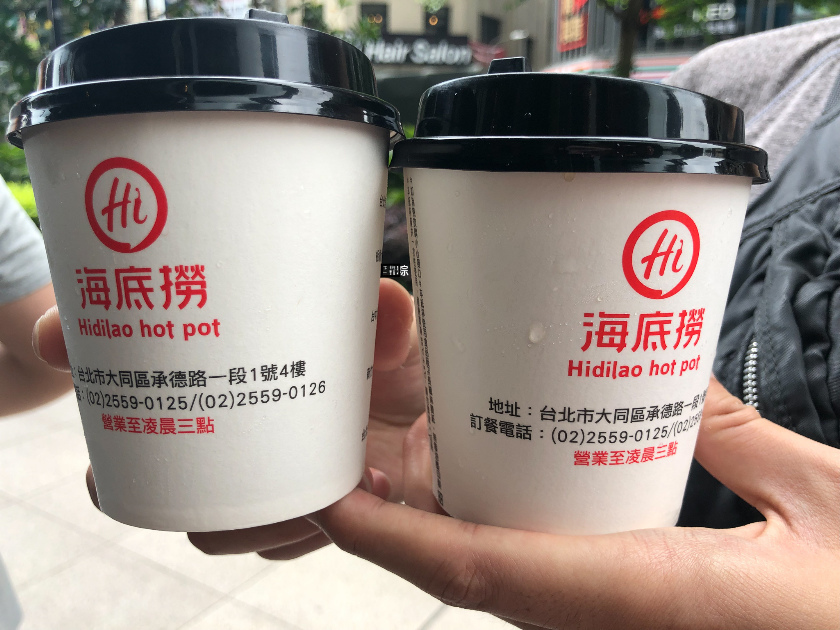 Hair Salon
Hi
海底撈
Hidilao hot pot
台北市大同區承德路一段1號4樓
:(02)2559-0125/(02)2559-0126
營業至凌晨三點
Hi
海底撈
Hidilao hot pot
地址：台北市大同區承德路一段
訂餐電話：(02)2559-0125/(02)
營業至凌晨三點